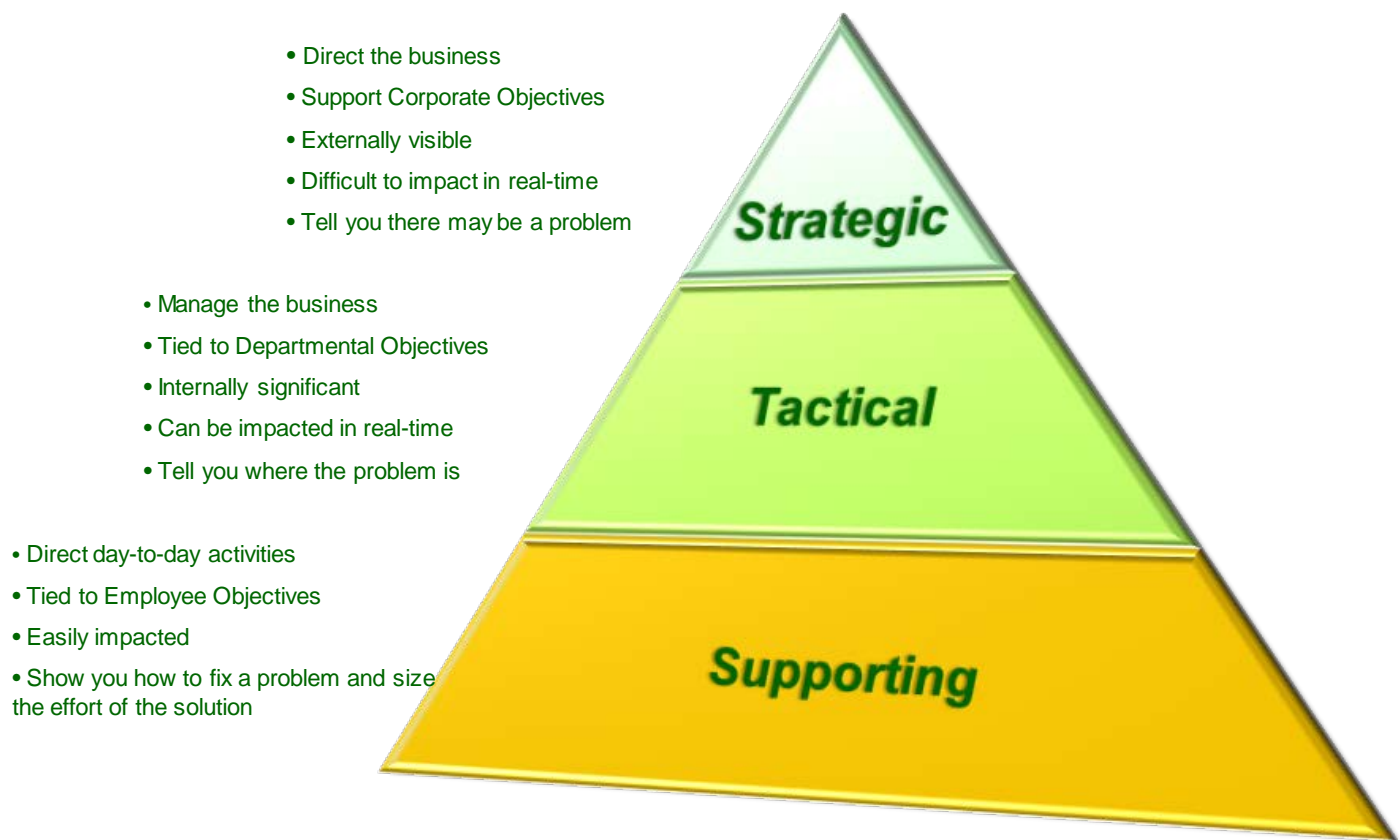 • Direct the business
• Support Corporate Objectives
• Externally visible
• Difficult to impact in real-time
• Tell you there may be a problem
Strategic
• Manage the business
• Tied to Departmental Objectives
• Internally significant
• Can be impacted in real-time
• Tell you where the problem is
Tactical
• Direct day-to-day activities
• Tied to Employee Objectives
• Easily impacted
• Show you how to fix a problem and size
the effort of the solution
Supporting